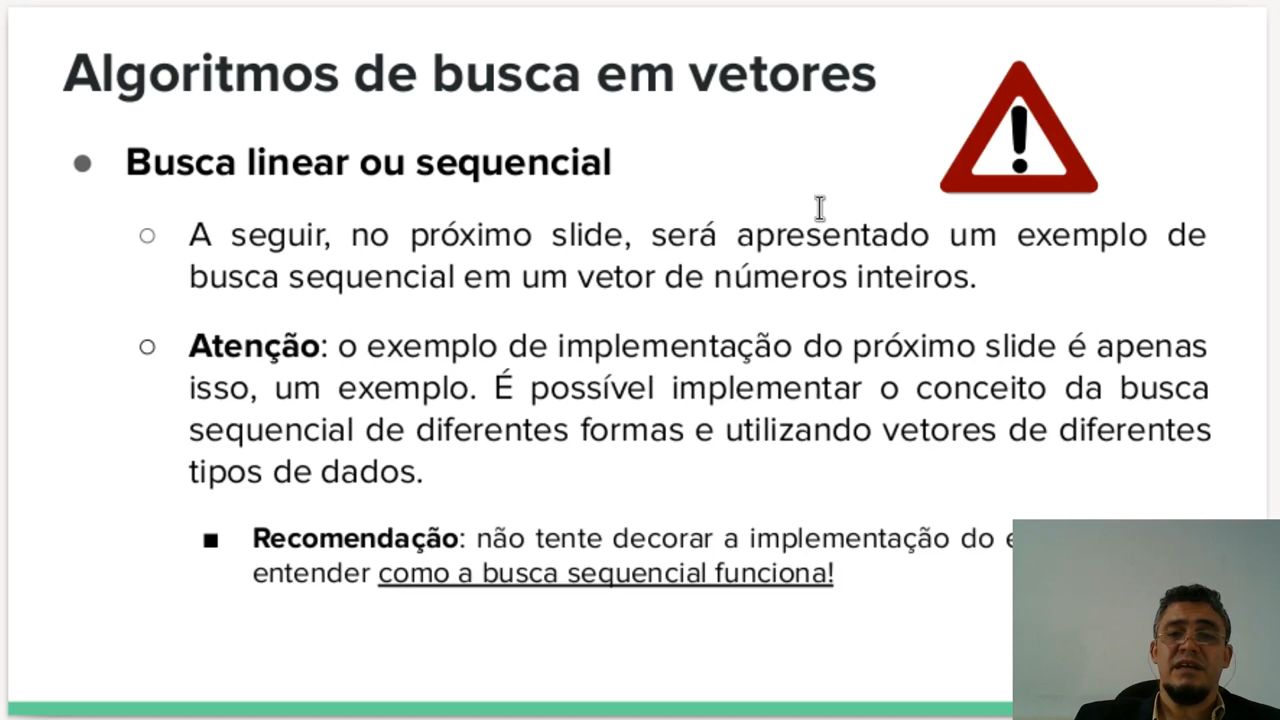 Algoritmos de busca em vetores
● Busca linear ou sequencial
○ A seguir, no próximo slide, será apresentado um exemplo de
busca sequencial em um vetor de números inteiros.
○ Atenção: o exemplo de implementação do próximo slide é apenas
isso, um exemplo. É possível implementar o conceito da busca
sequencial de diferentes formas e utilizando vetores de diferentes
tipos de dados.
■ Recomendação: não tente decorar a implementação do
entender como a busca sequencial funciona!